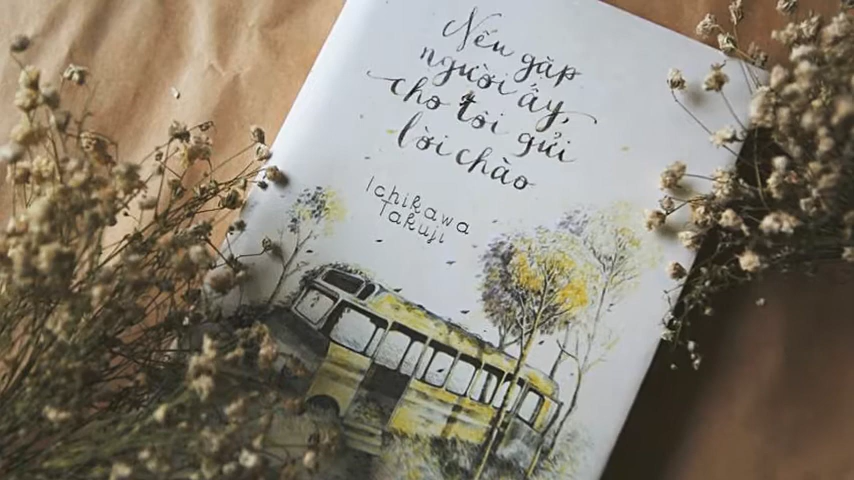 Nếu gặp
người ấy,
cho tôi gửi
lời chào
Ichikawa
Takuji